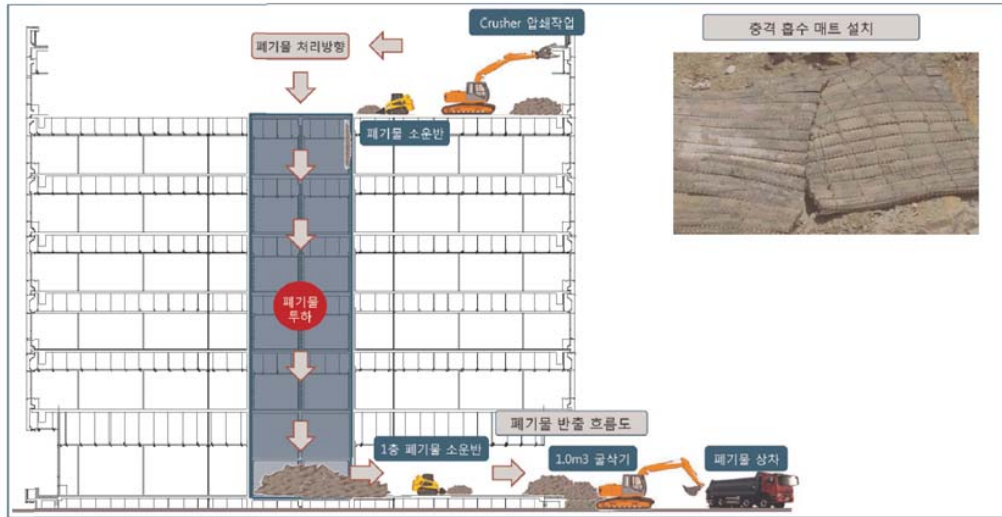 Crusher 압쇄작업
충격 흡수 매트 설치
폐기물 처리방향
폐기물 소운반
폐기물
투하
폐기물 반출 흐름도
1층 폐기물 소운반
1.0m3 굴삭기
폐기물 상차